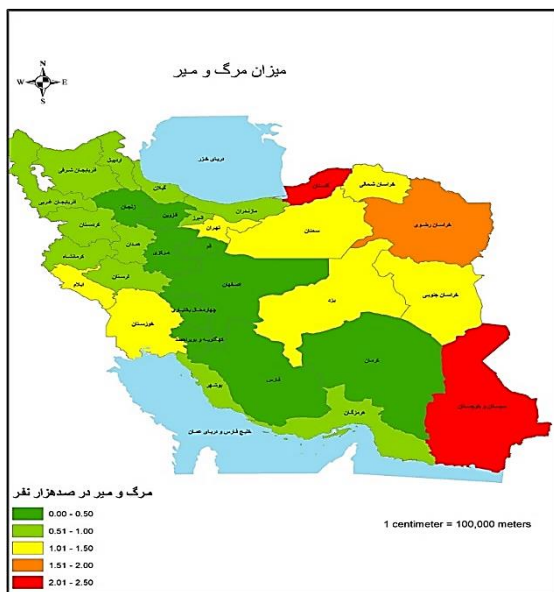 میزان مرگ و میر
N
W E
S
دریای خزر
اردبیل
آذربایجان شرقی
آذربایجان غربی
گیلان
زنجان
کردستان
قزوین
البرز
مازندران
تهران
گلستان
خراسان شمالی
خراسان رضوی
سمنان
قم
همدان
مرکزی
کرمانشاه
لرستان
ایلام
اصفهان
یزد
خراسان جنوبی
خوزستان
چهارمحال بختیاری
کهگیلویه و بویراحمد
کرمان
فارس
بوشهر
هرمزگان
سیستان و بلوچستان
خلیج فارس و دریای عمان
مرگ و میر در صدهزار نفر
0.00 - 0.50
0.51 - 1.00
1.01 - 1.50
1.51 - 2.00
2.01 - 2.50
1 centimeter = 100,000 meters